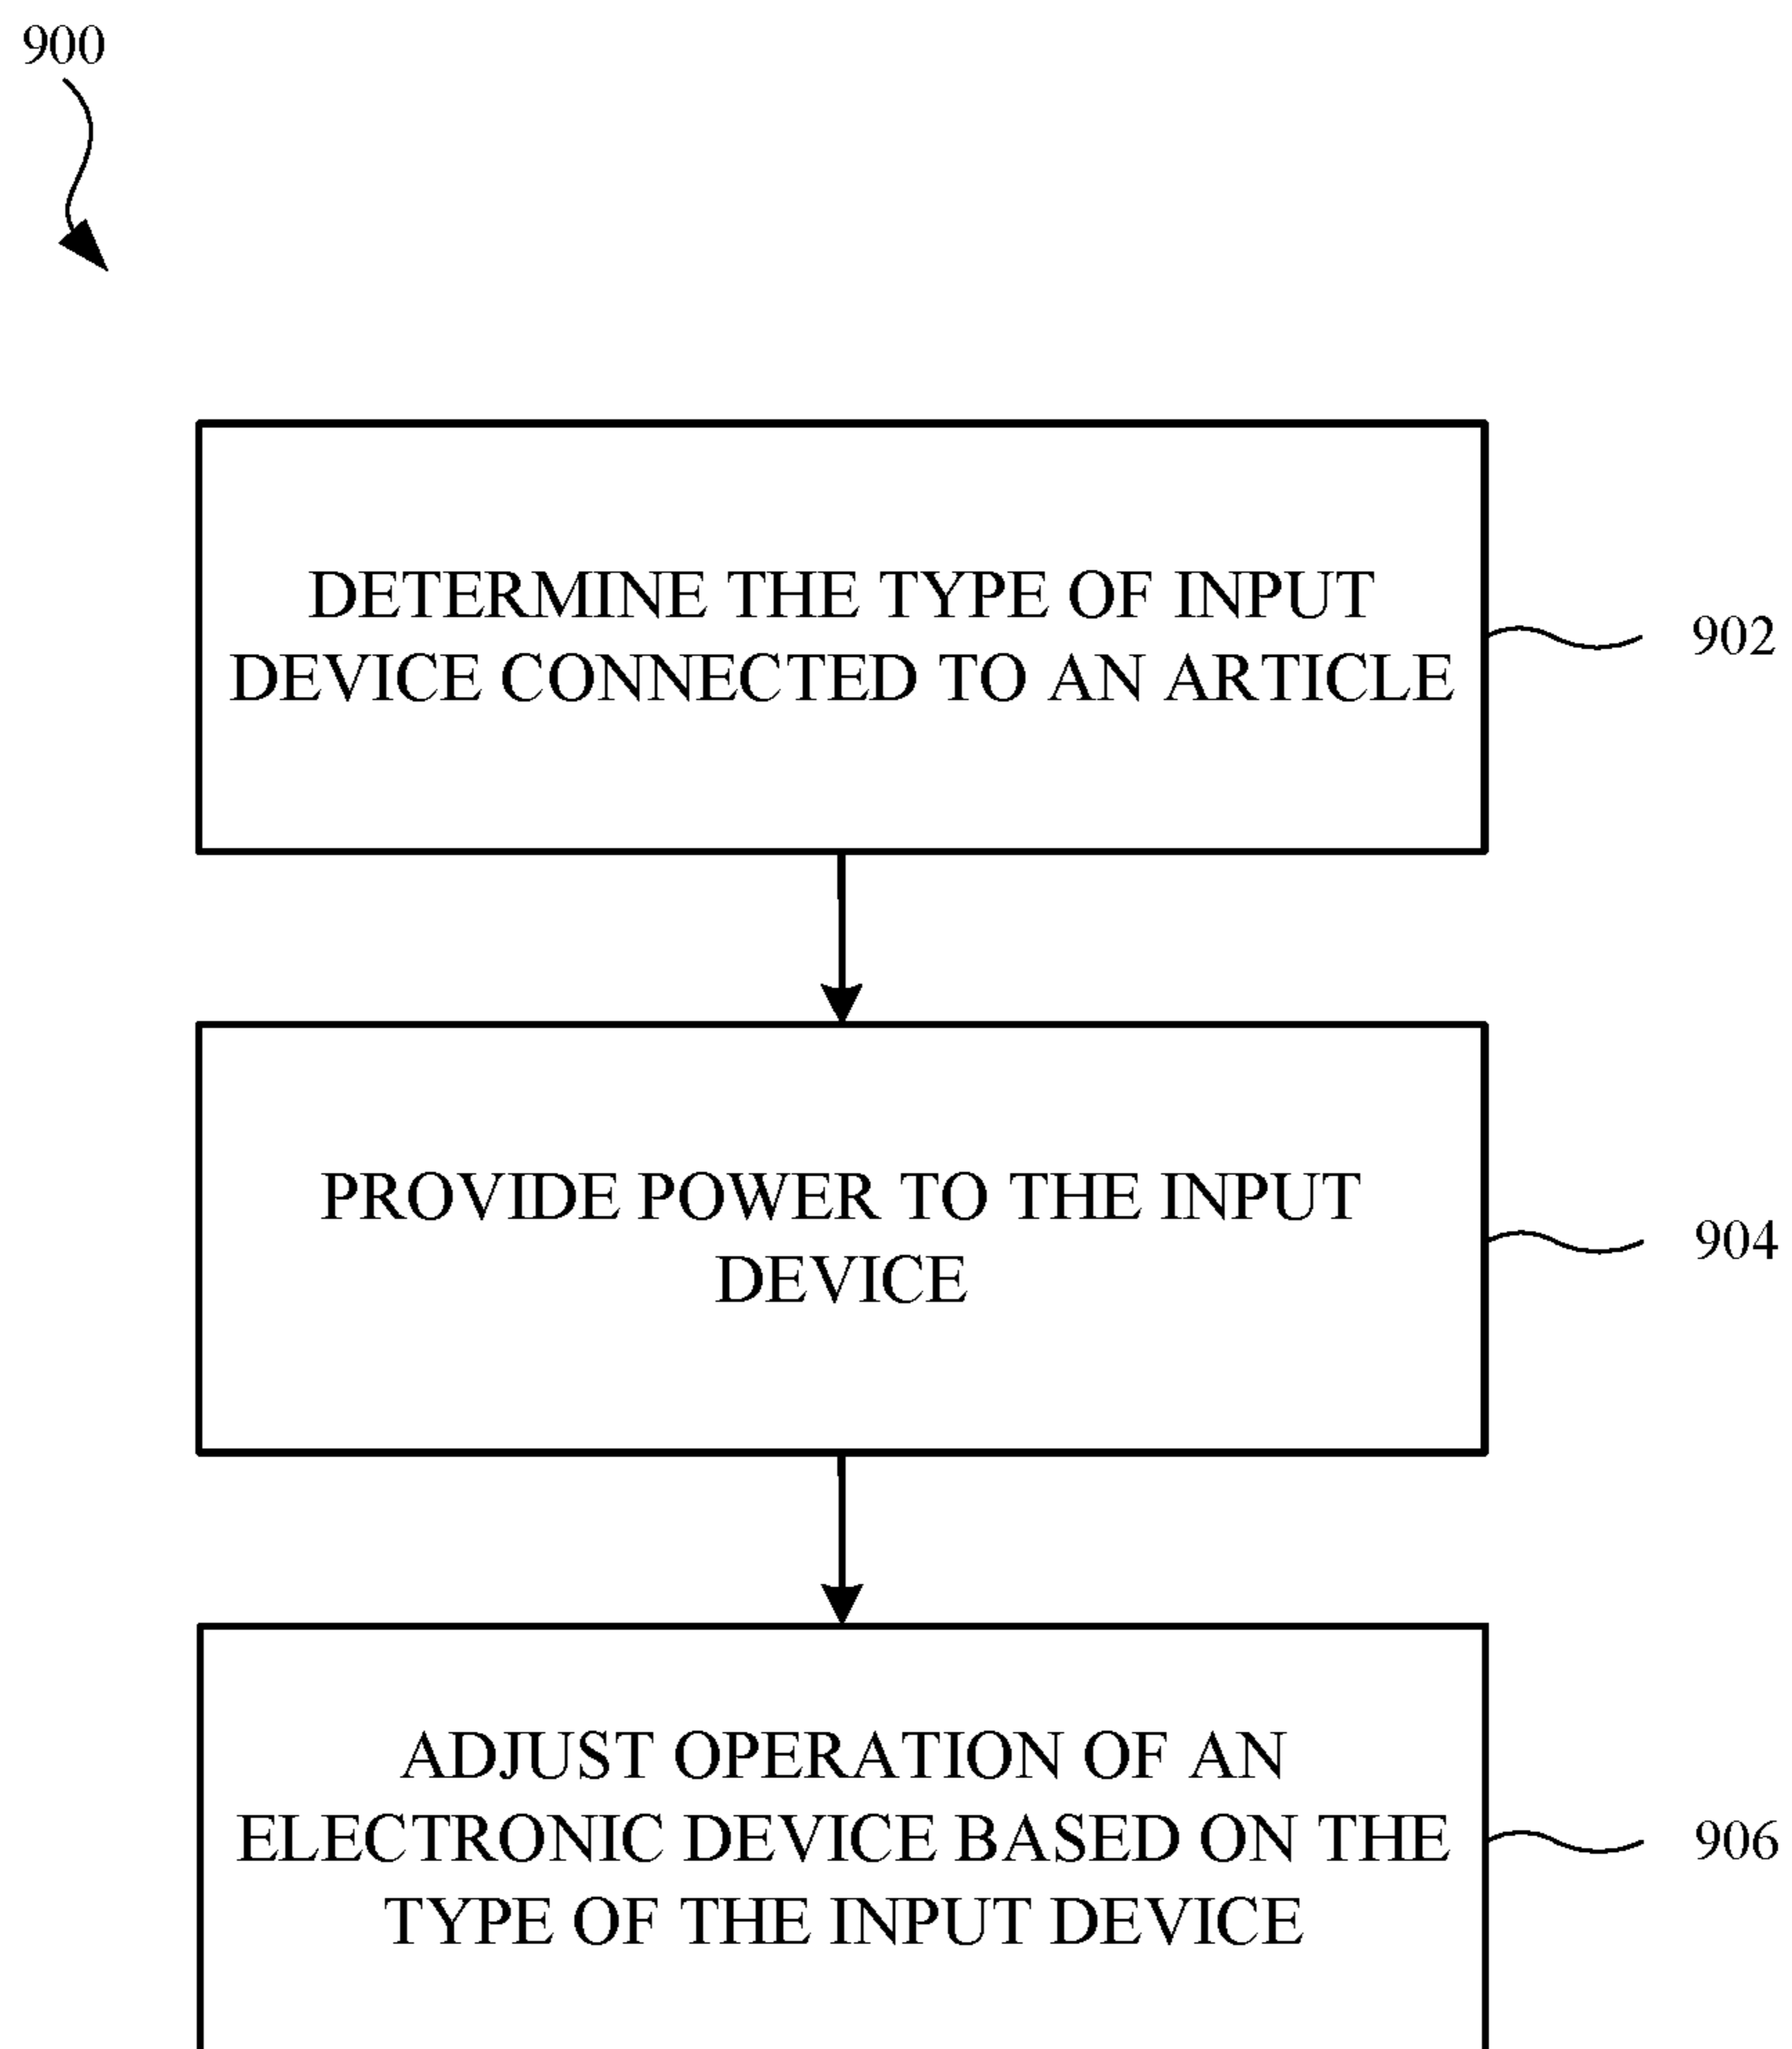 900
DETERMINE THE TYPE OF INPUT
DEVICE CONNECTED TO AN ARTICLE
902
PROVIDE POWER TO THE INPUT
DEVICE
904
ADJUST OPERATION OF AN
ELECTRONIC DEVICE BASED ON THE
TYPE OF THE INPUT DEVICE
906